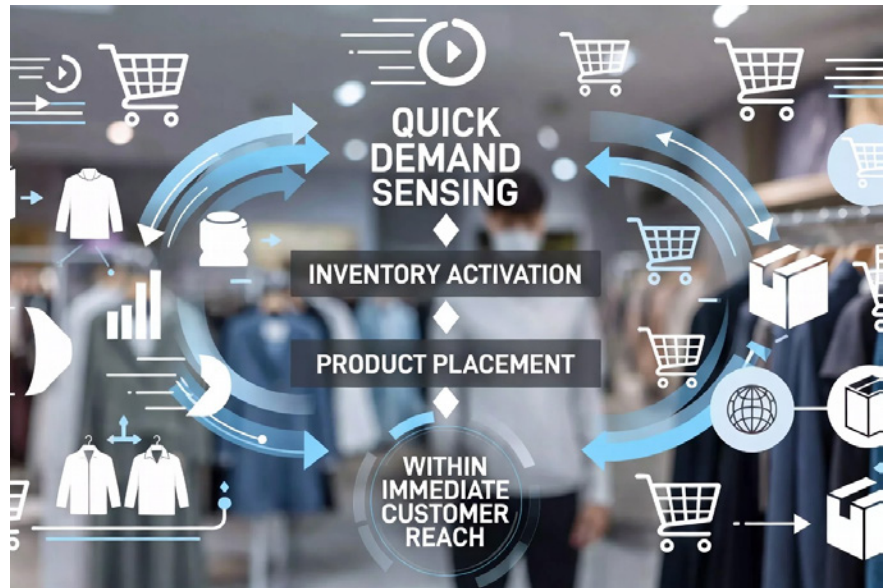 QUICK
DEMAND
SENSING
INVENTORY ACTIVATION
PRODUCT PLACEMENT
WITHIN
IMMEDIATE
CUSTOMER
REACH